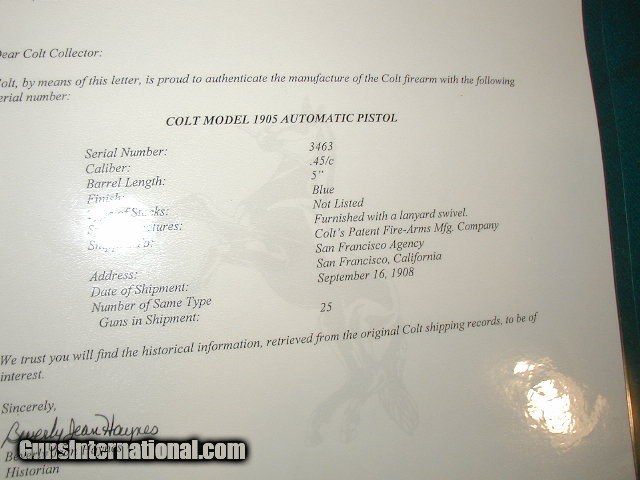 Dear Colt Collector:
Colt, by means of this letter, is proud to authenticate the manufacture of the Colt firearm with the following
serial number:
COLT MODEL 1905 AUTOMATIC PISTOL
Serial Number: 3463
Caliber: .45/c
Barrel Length: 5"
Finish: Blue
Stocks: Not Listed
Furnished with a lanyard swivel.
Colt's Patent Fire-Arms Mfg. Company
San Francisco Agency
Address: San Francisco, California
Date of Shipment: September 16, 1908
Number of Same Type
Guns in Shipment: 25
We trust you will find the historical information, retrieved from the original Colt shipping records, to be of
interest.
Sincerely,
Beverly Jean Haynes
GunsInternational.com
Historian